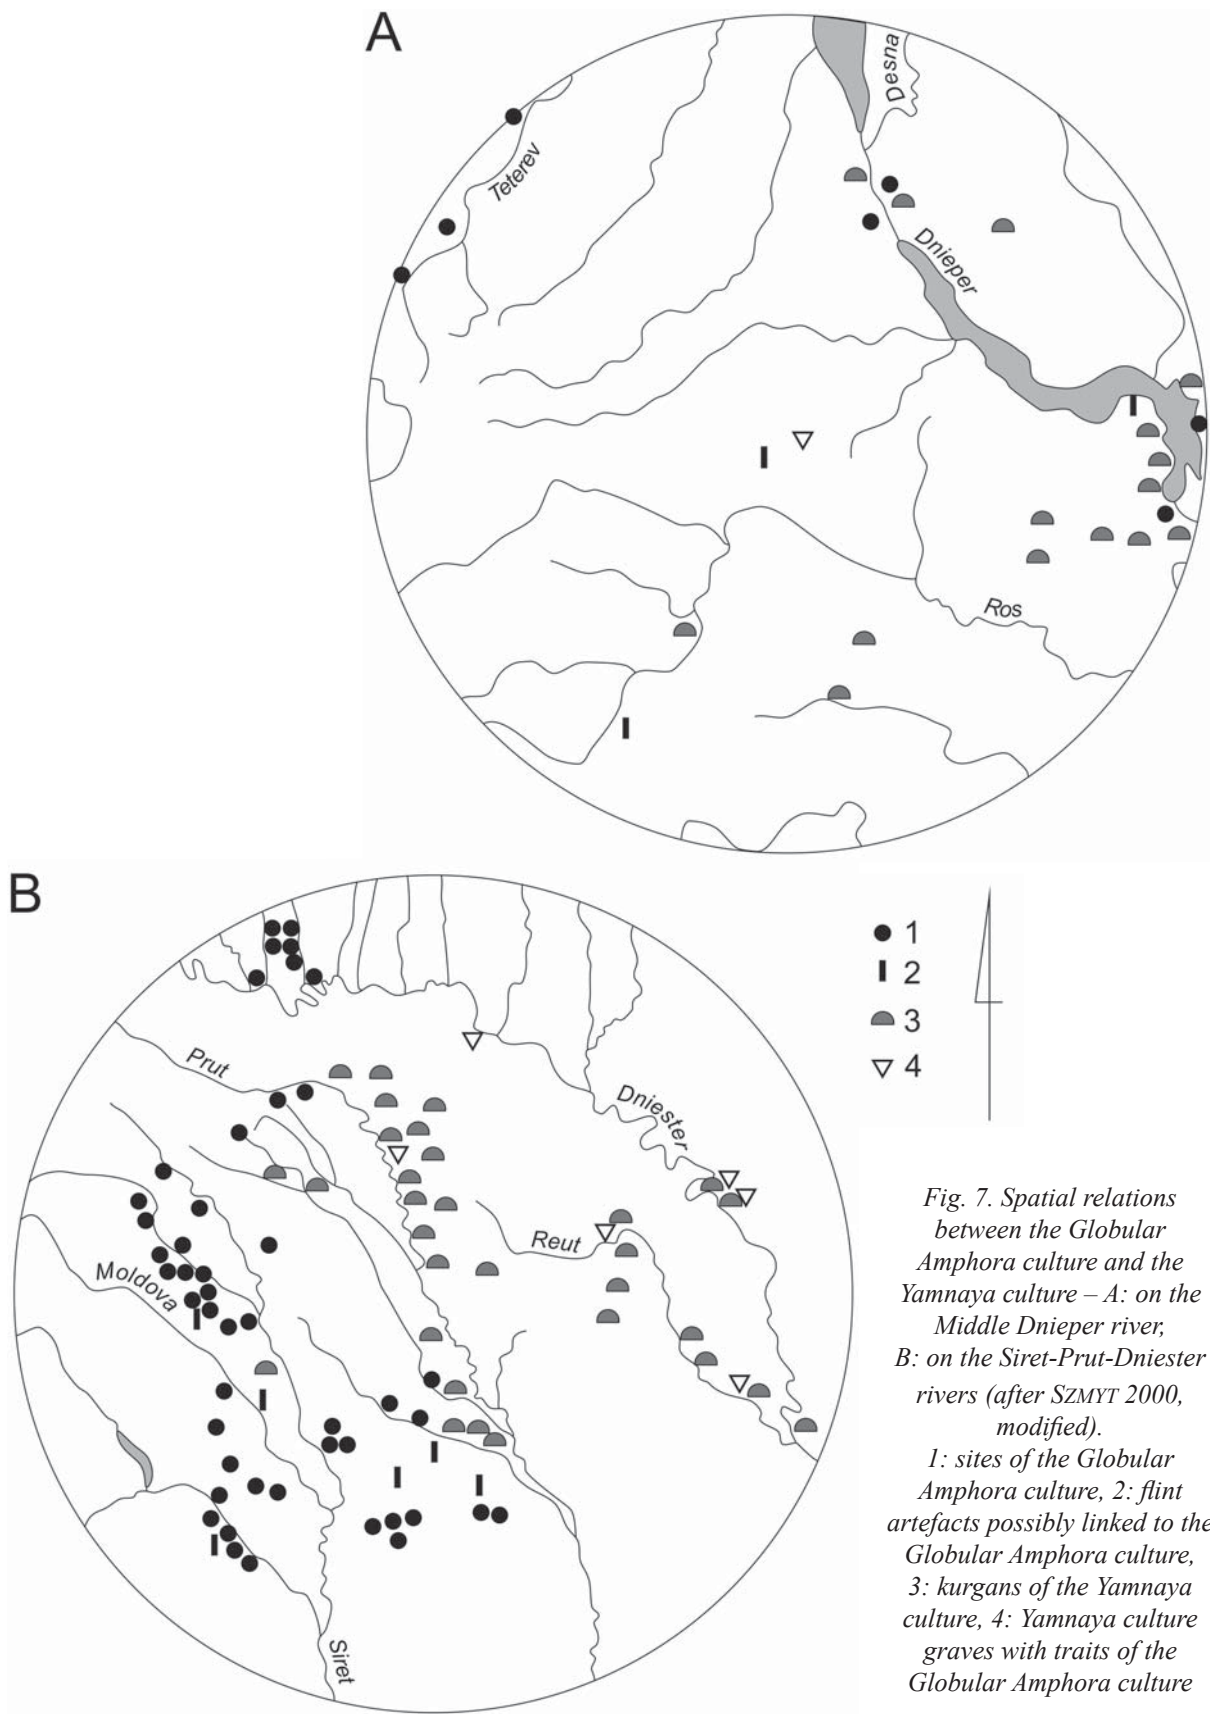 A
Desna
Teterev
Dnieper
Ros
B
1
2
3
4
Prut
Dniester
Reut
Moldova
Siret
Fig. 7. Spatial relations
between the Globular
Amphora culture and the
Yamnaya culture – A: on the
Middle Dnieper river,
B: on the Siret-Prut-Dniester
rivers (after SZMYT 2000,
modified).
1: sites of the Globular
Amphora culture, 2: flint
artefacts possibly linked to the
Globular Amphora culture,
3: kurgans of the Yamnaya
culture, 4: Yamnaya culture
graves with traits of the
Globular Amphora culture